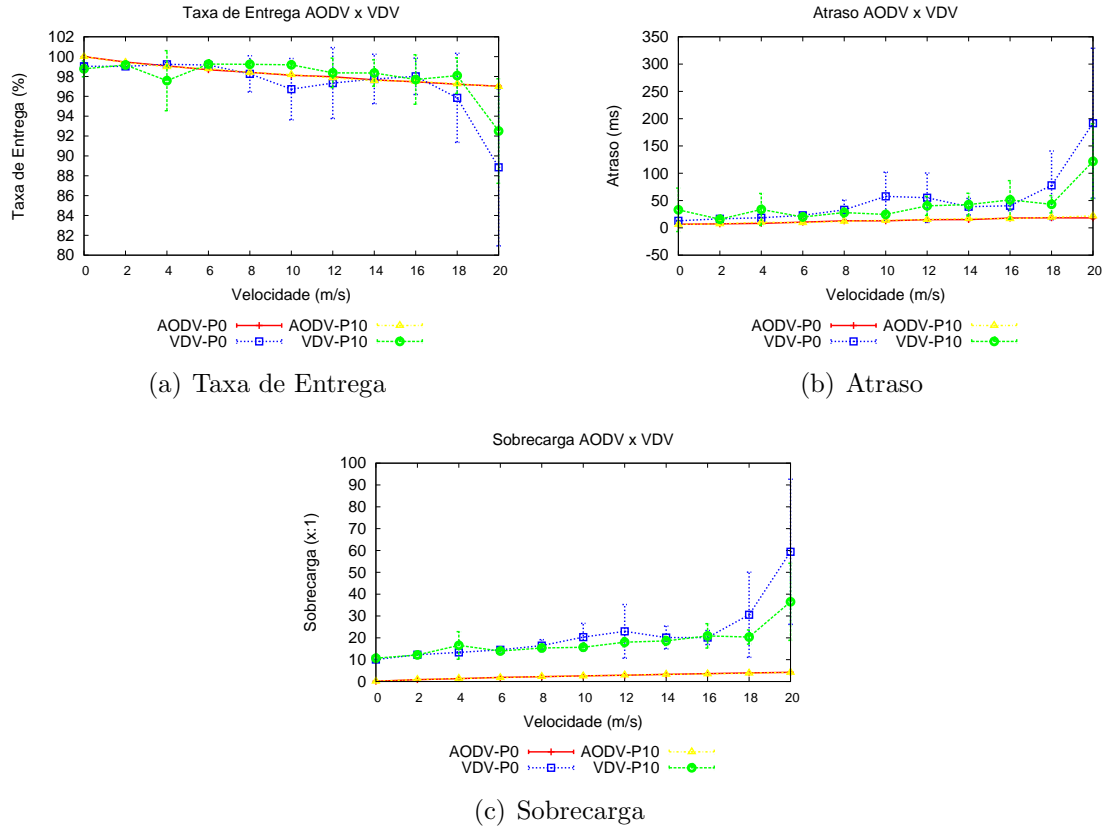 Taxa de Entrega AODV x VDV
Taxa de Entrega (%)
102
100
98
96
94
92
90
88
86
84
82
80
0 2 4 6 8 10 12 14 16 18 20
Velocidade (m/s)
AODV-P0 AODV-P10
VDV-P0 VDV-P10
(a) Taxa de Entrega
Atraso AODV x VDV
Atraso (ms)
350
300
250
200
150
100
50
0
-50
0 2 4 6 8 10 12 14 16 18 20
Velocidade (m/s)
AODV-P0 AODV-P10
VDV-P0 VDV-P10
(b) Atraso
Sobrecarga AODV x VDV
Sobrecarga (x:1)
100
90
80
70
60
50
40
30
20
10
0
0 2 4 6 8 10 12 14 16 18 20
Velocidade (m/s)
AODV-P0 AODV-P10
VDV-P0 VDV-P10
(c) Sobrecarga